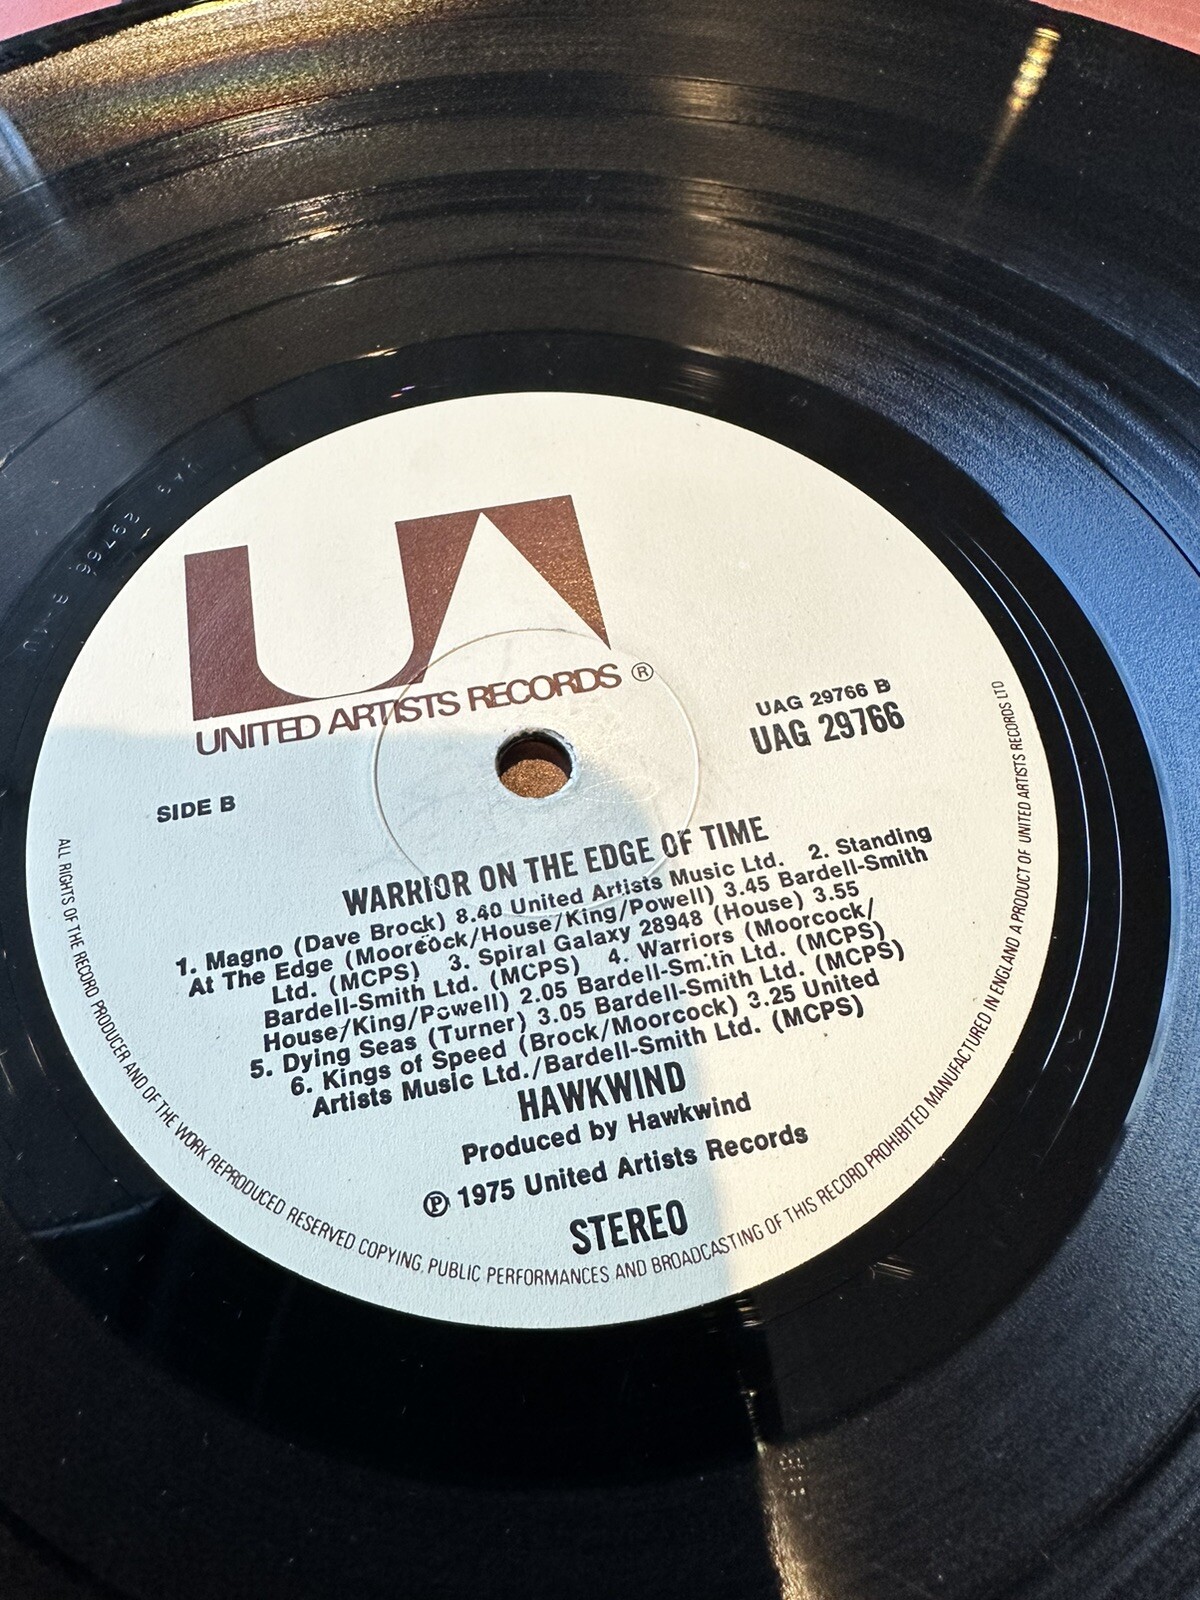 UA
UNITED ARTISTS RECORDS ®
UAG 29766 B
UAG 29766
SIDE B
WARRIOR ON THE EDGE OF TIME
1. Magno (Dave Brock) 8.40 United Artists Music Ltd. 2. Standing
At The Edge (Moorcock/House/King/Powell) 3.45 Bardell-Smith
Ltd. (MCPS) 3. Spiral Galaxy 28948 (House) 3.55
Bardell-Smith Ltd. (MCPS) 4. Warriors (Moorcock/
House/King/Powell) 2.05 Bardell-Smith Ltd. (MCPS)
5. Dying Seas (Turner) 3.05 Bardell-Smith Ltd. (MCPS)
6. Kings of Speed (Brock/Moorcock) 3.25 United
Artists Music Ltd./Bardell-Smith Ltd. (MCPS)
HAWKWIND
Produced by Hawkwind
℗ 1975 United Artists Records
STEREO
ALL RIGHTS OF THE RECORD PRODUCER AND OF THE WORK REPRODUCED RESERVED COPYING, PUBLIC PERFORMANCES AND BROADCASTING OF THIS RECORD PROHIBITED MANUFACTURED IN ENGLAND A PRODUCT OF UNITED ARTISTS RECORDS LTD